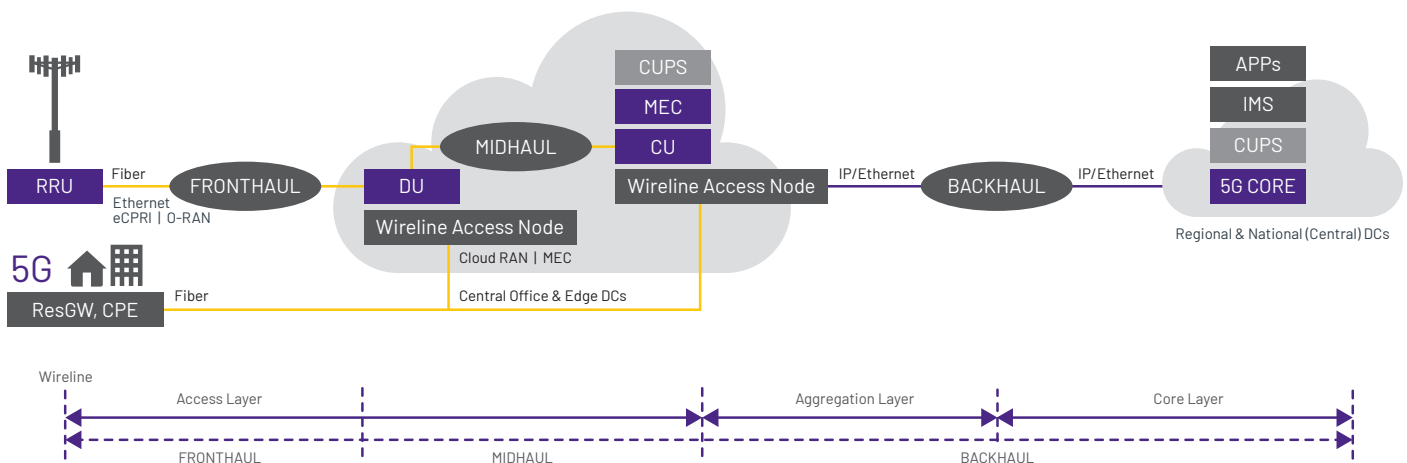 CUPS
MEC
CU
MIDHAUL
APPs
IMS
CUPS
5G CORE
RRU
Fiber
Ethernet
eCPRI | O-RAN
FRONTHAUL
DU
Wireline Access Node
Wireline Access Node
IP/Ethernet
BACKHAUL
IP/Ethernet
Regional & National (Central) DCs
Cloud RAN | MEC
5G
ResGW, CPE
Fiber
Central Office & Edge DCs
Wireline
Access Layer
Aggregation Layer
Core Layer
FRONTHAUL
MIDHAUL
BACKHAUL